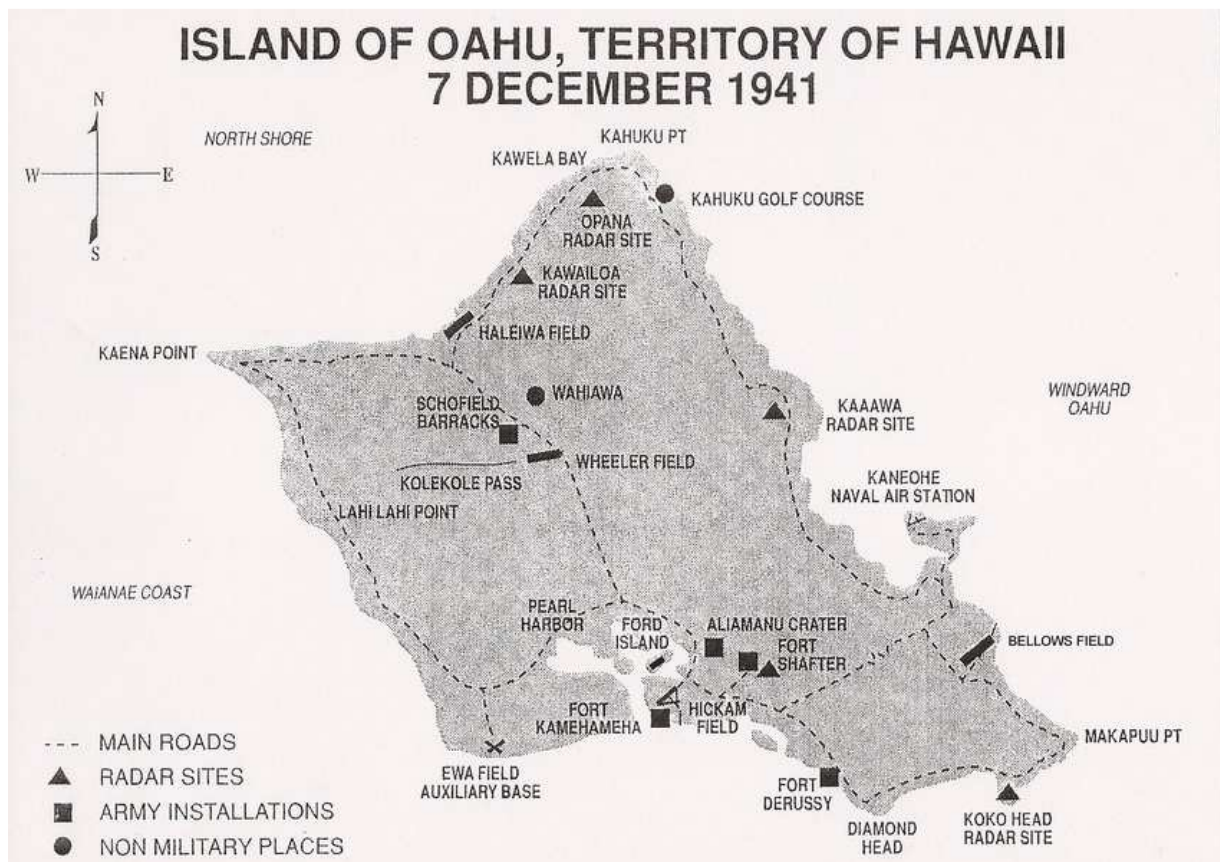 ISLAND OF OAHU, TERRITORY OF HAWAII
7 DECEMBER 1941
N
W
E
S
NORTH SHORE
KAHUKU PT
KAWELA BAY
KAHUKU GOLF COURSE
OPANA
RADAR SITE
KAWAILOA
RADAR SITE
HALEIWA FIELD
KAENA POINT
WAHIAWA
SCHOFIELD
BARRACKS
KAAAWA
RADAR SITE
WINDWARD
OAHU
WHEELER FIELD
KOLEKOLE PASS
KANEOHE
NAVAL AIR STATION
LAHI LAHI POINT
WAIANAE COAST
PEARL
HARBOR
FORD
ISLAND
ALIAMANU CRATER
FORT
SHAFTER
BELLOWS FIELD
FORT
KAMEHAMEHA
HICKAM
FIELD
MAKAPUU PT
EWA FIELD
AUXILIARY BASE
FORT
DERUSSY
DIAMOND
HEAD
KOKO HEAD
RADAR SITE
MAIN ROADS
RADAR SITES
ARMY INSTALLATIONS
NON MILITARY PLACES